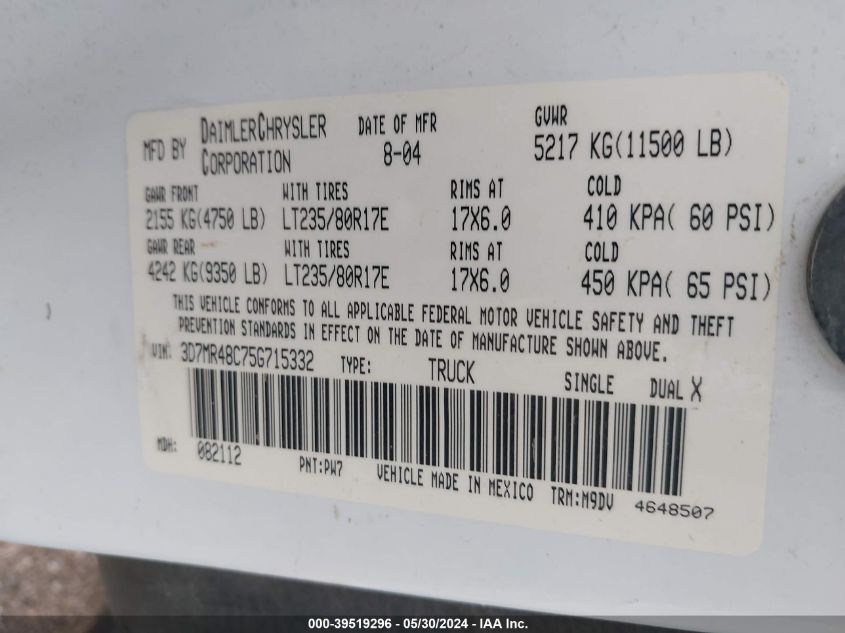 MFD BY DAIMLERCHRYSLER CORPORATION DATE OF MFR 8-04 GVWR 5217 KG(11500 LB)
GAWR FRONT WITH TIRES RIMS AT COLD
2155 KG(4750 LB) LT235/80R17E 17X6.0 410 KPA( 60 PSI)
GAWR REAR WITH TIRES RIMS AT COLD
4242 KG(9350 LB) LT235/80R17E 17X6.0 450 KPA( 65 PSI)
THIS VEHICLE CONFORMS TO ALL APPLICABLE FEDERAL MOTOR VEHICLE SAFETY AND THEFT
PREVENTION STANDARDS IN EFFECT ON THE DATE OF MANUFACTURE SHOWN ABOVE.
VIN: 3D7MR48C75G715332 TYPE: TRUCK SINGLE DUAL X
MDH: 082112 PNT:PW7 VEHICLE MADE IN MEXICO TRM:M9DV 4648507
000-39519296 - 05/30/2024 - IAA Inc.